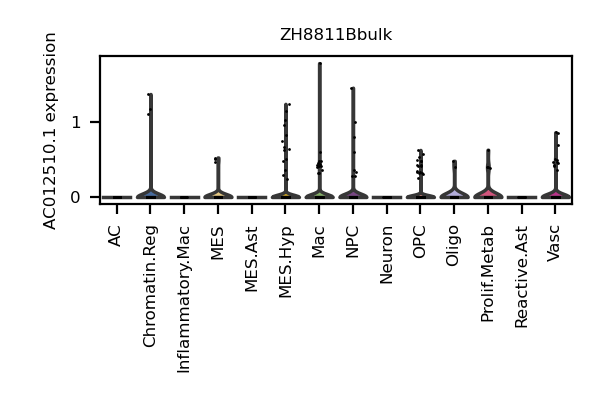 ZH8811Bbulk
AC012510.1 expression
1
0
AC
Chromatin.Reg
Inflammatory.Mac
MES
MES.Ast
MES.Hyp
Mac
NPC
Neuron
OPC
Oligo
Prolif.Metab
Reactive.Ast
Vasc